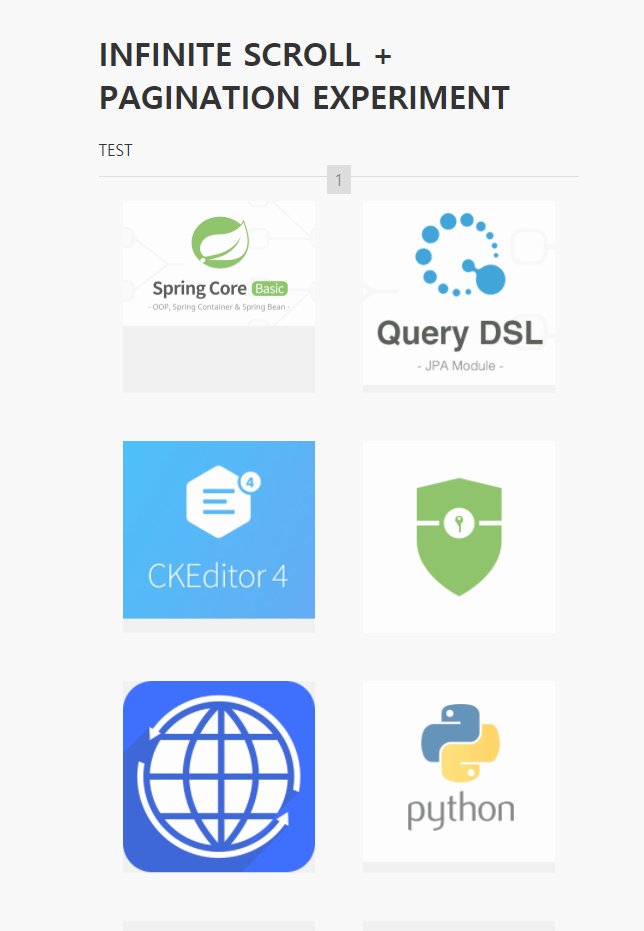 INFINITE SCROLL +
PAGINATION EXPERIMENT
TEST
1
Spring Core Basic
- OOP, Spring Container & Spring Bean -
Query DSL
- JPA Module -
4
CKEditor 4
python